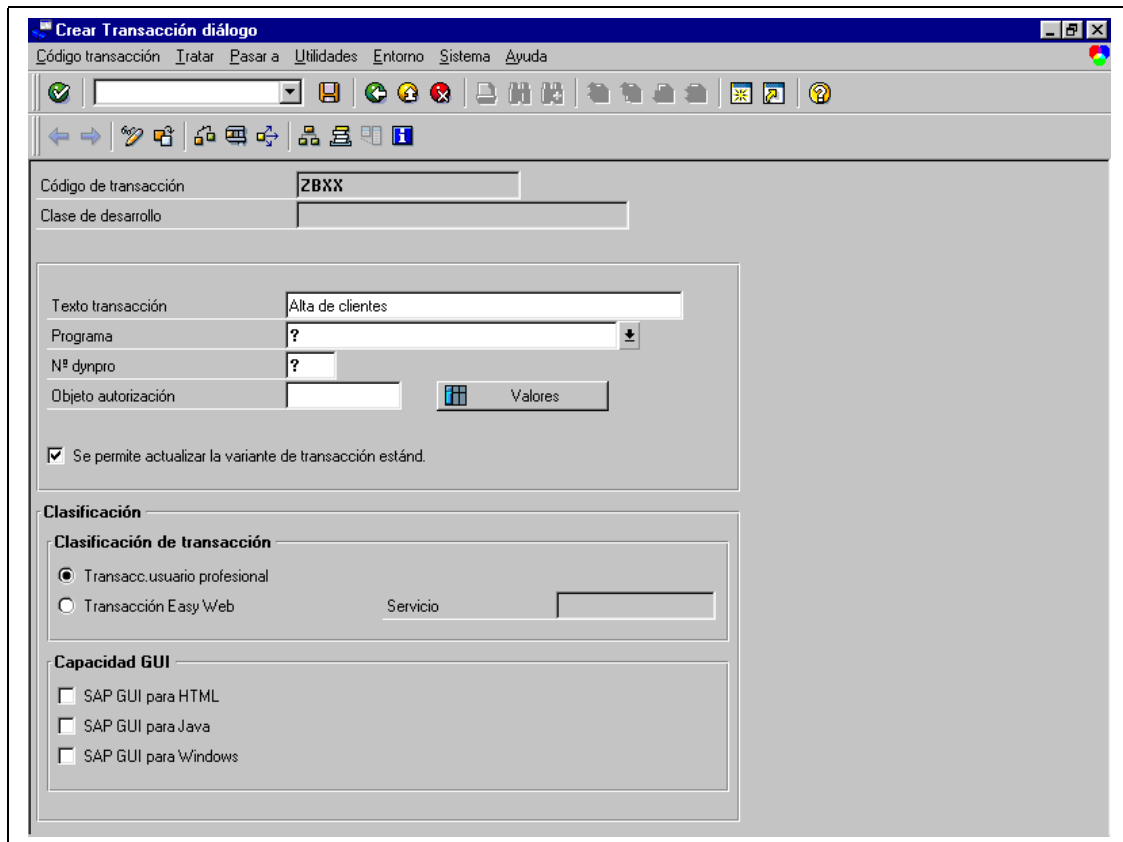 Crear Transacción diálogo
Código transacción Tratar Pasar a Utilidades Entorno Sistema Ayuda
Código de transacción ZBXX
Clase de desarrollo
Texto transacción Alta de clientes
Programa ?
Nº dynpro ?
Objeto autorización Valores
Se permite actualizar la variante de transacción estánd.
Clasificación
Clasificación de transacción
Transacc.usuario profesional
Transacción Easy Web Servicio
Capacidad GUI
SAP GUI para HTML
SAP GUI para Java
SAP GUI para Windows